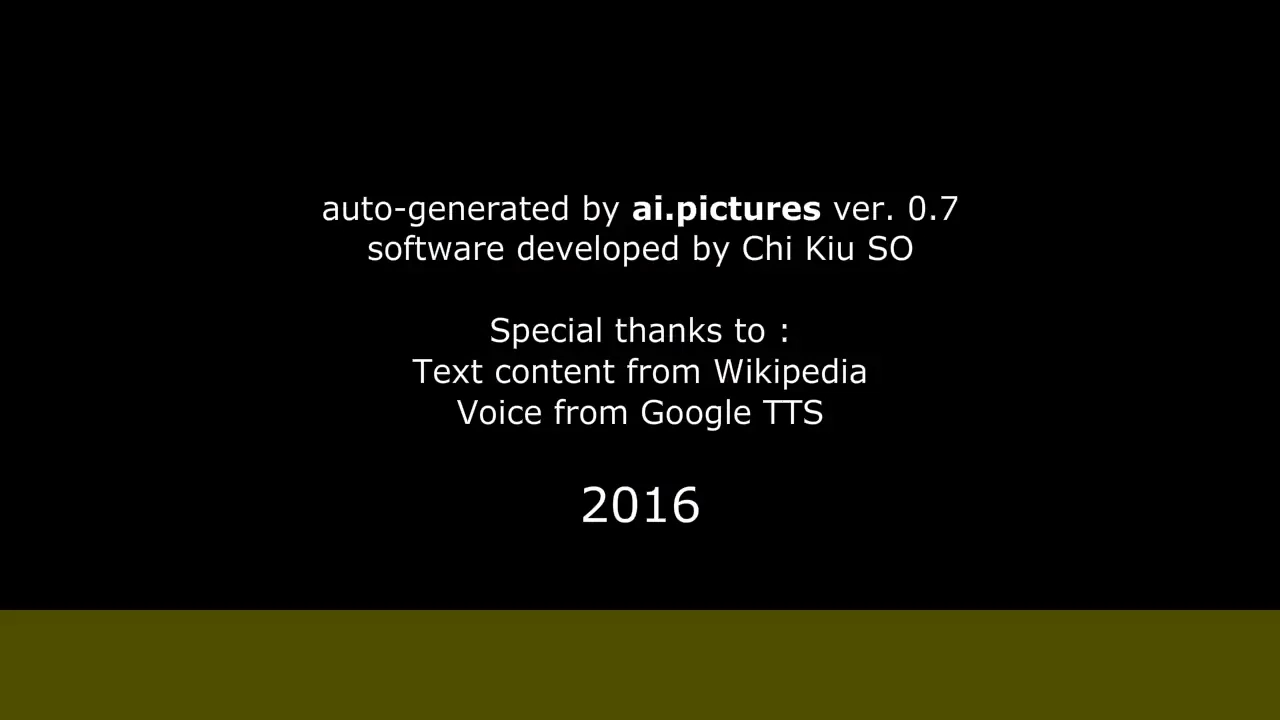 auto-generated by ai.pictures ver. 0.7
software developed by Chi Kiu SO
Special thanks to :
Text content from Wikipedia
Voice from Google TTS
2016